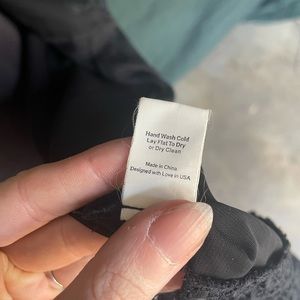 Hand Wash Cold
Lay Flat To Dry
or Dry Clean
Made in China
Designed with Love in USA